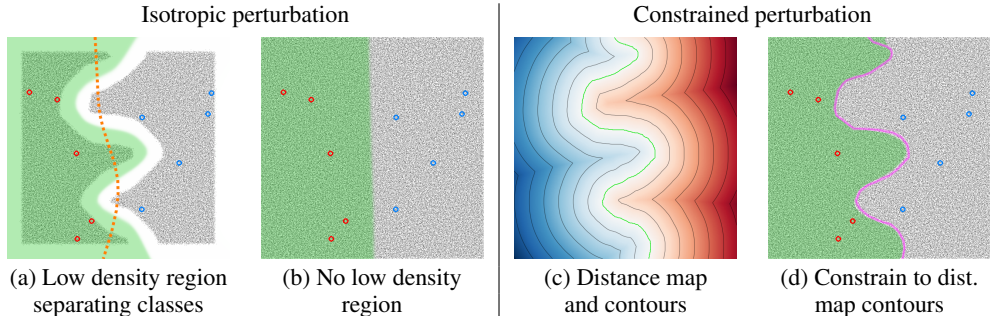 Isotropic perturbation
Constrained perturbation
(a) Low density region
separating classes
(b) No low density
region
(c) Distance map
and contours
(d) Constrain to dist.
map contours